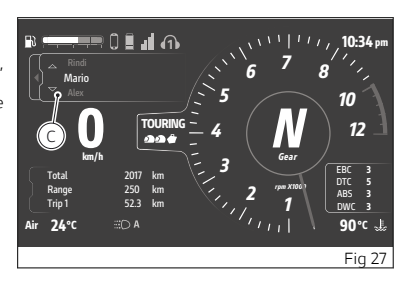 10:34 pm
Rindi
Mario
Alex
C
0
km/h
TOURING
1
2
3
4
5
6
7
8
10
12
N
Gear
rpm X1000
Total 2017 km
Range 250 km
Trip 1 52.3 km
EBC 3
DTC 5
ABS 3
DWC 3
Air 24°C
A
90°C
Fig 27